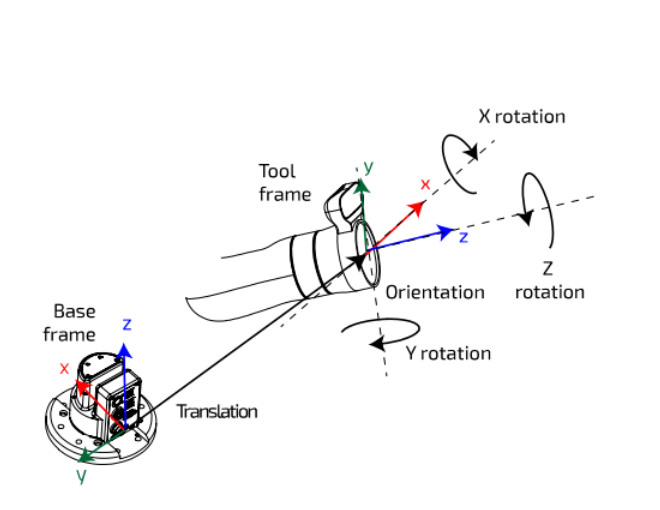 X rotation
Tool
frame
y
x
z
Z
rotation
Orientation
Base
frame
z
x
Y rotation
Translation
y